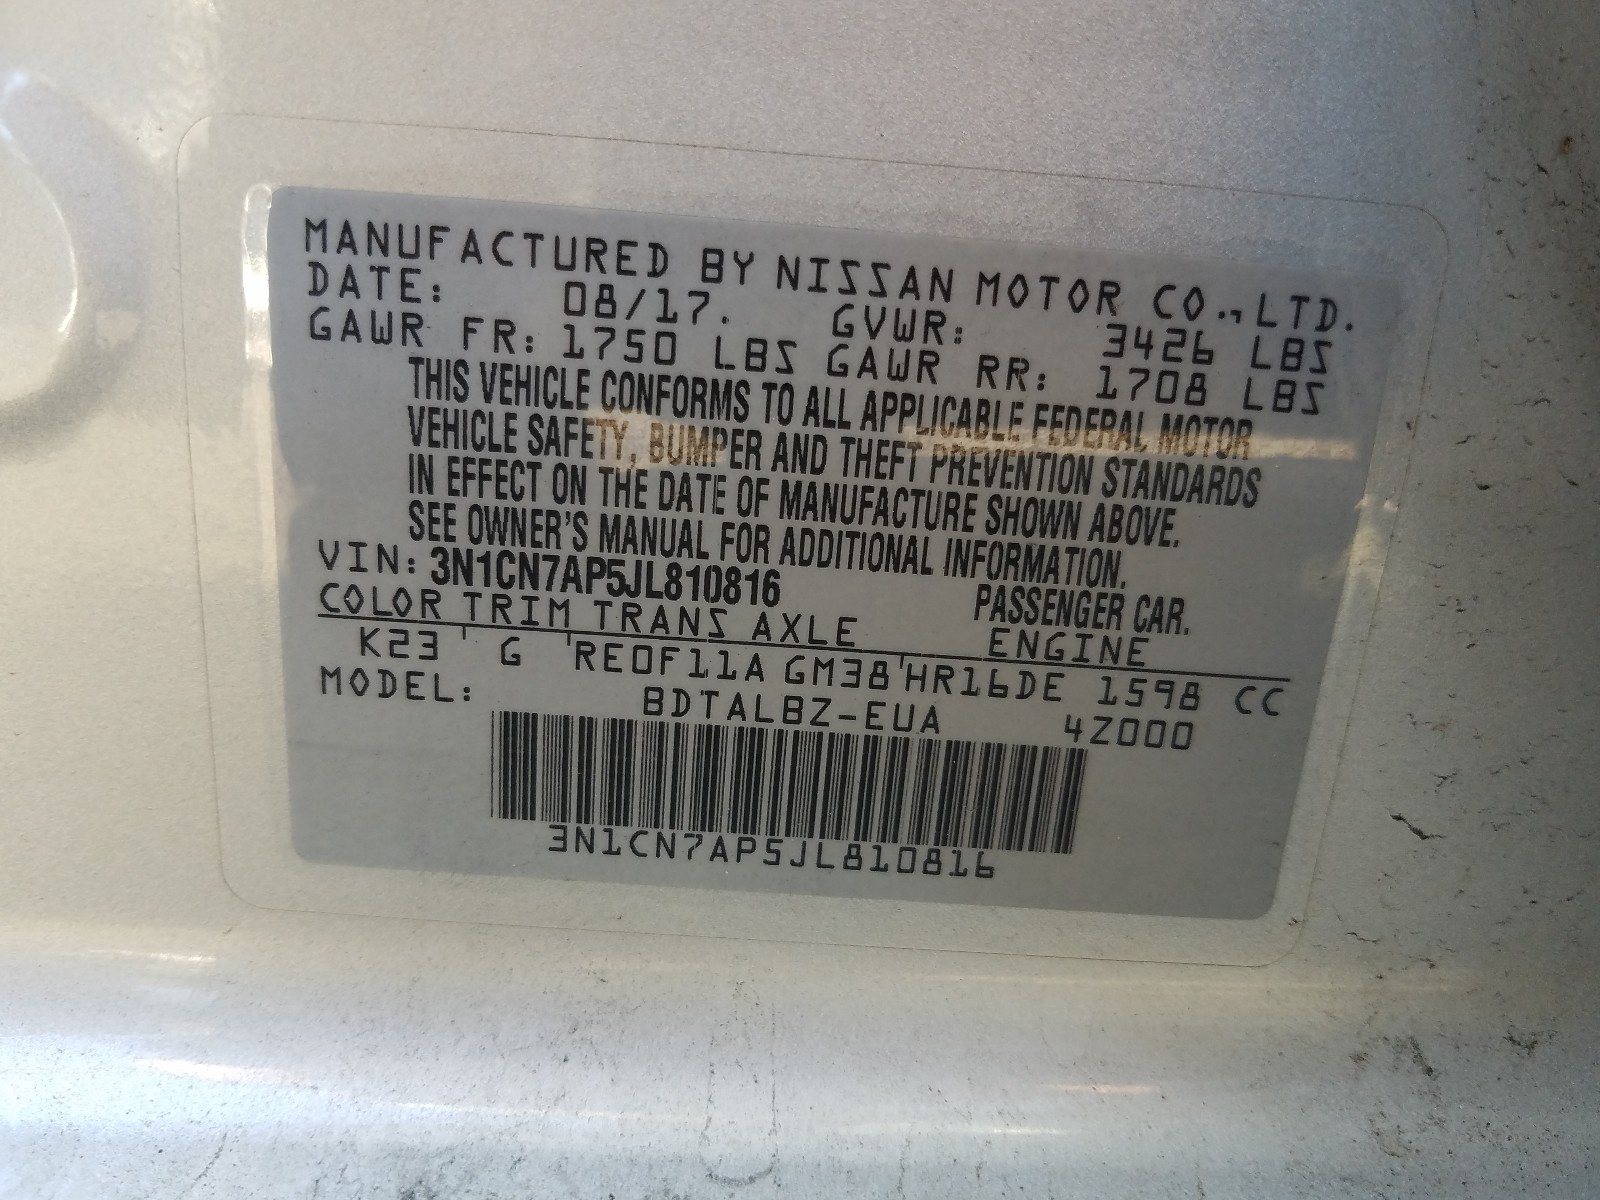 MANUFACTURED BY NISSAN MOTOR CO.,LTD.
DATE: 08/17. GVWR: 3426 LBS
GAWR FR: 1750 LBS GAWR RR: 1708 LBS
THIS VEHICLE CONFORMS TO ALL APPLICABLE FEDERAL MOTOR
VEHICLE SAFETY, BUMPER AND THEFT PREVENTION STANDARDS
IN EFFECT ON THE DATE OF MANUFACTURE SHOWN ABOVE.
SEE OWNER'S MANUAL FOR ADDITIONAL INFORMATION.
VIN: 3N1CN7AP5JL810816 PASSENGER CAR.
COLOR TRIM TRANS AXLE ENGINE
K23 G RE0F11A GM38 HR16DE 1598 CC
MODEL: BDTALBZ-EUA 4Z000
3N1CN7AP5JL810816